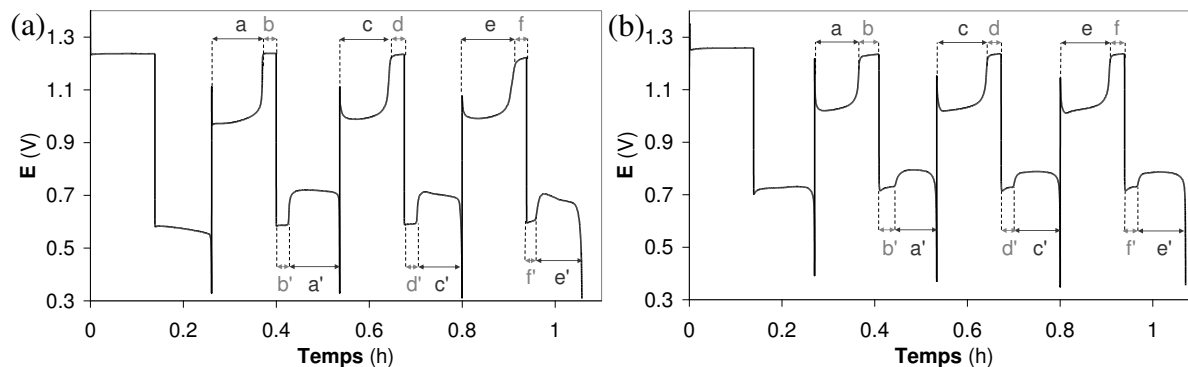 (a)
1.3
1.1
0.9
0.7
0.5
0.3
E (V)
a b c d e f
b' a' d' c' f' e'
0 0.2 0.4 0.6 0.8 1
Temps (h)
(b)
1.3
1.1
0.9
0.7
0.5
0.3
E (V)
a b c d e f
b' a' d' c' f' e'
0 0.2 0.4 0.6 0.8 1
Temps (h)